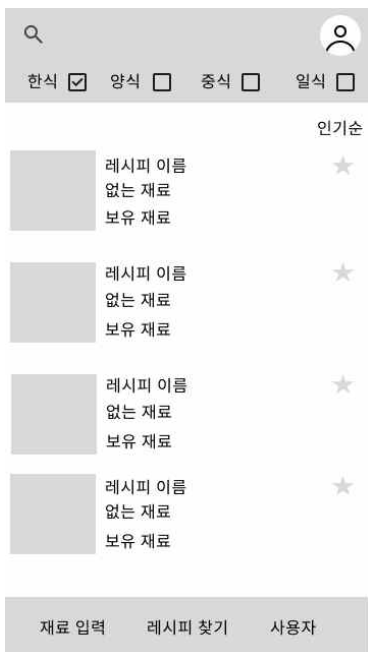 한식 양식 중식 일식
인기순
레시피 이름
없는 재료
보유 재료
레시피 이름
없는 재료
보유 재료
레시피 이름
없는 재료
보유 재료
레시피 이름
없는 재료
보유 재료
재료 입력 레시피 찾기 사용자